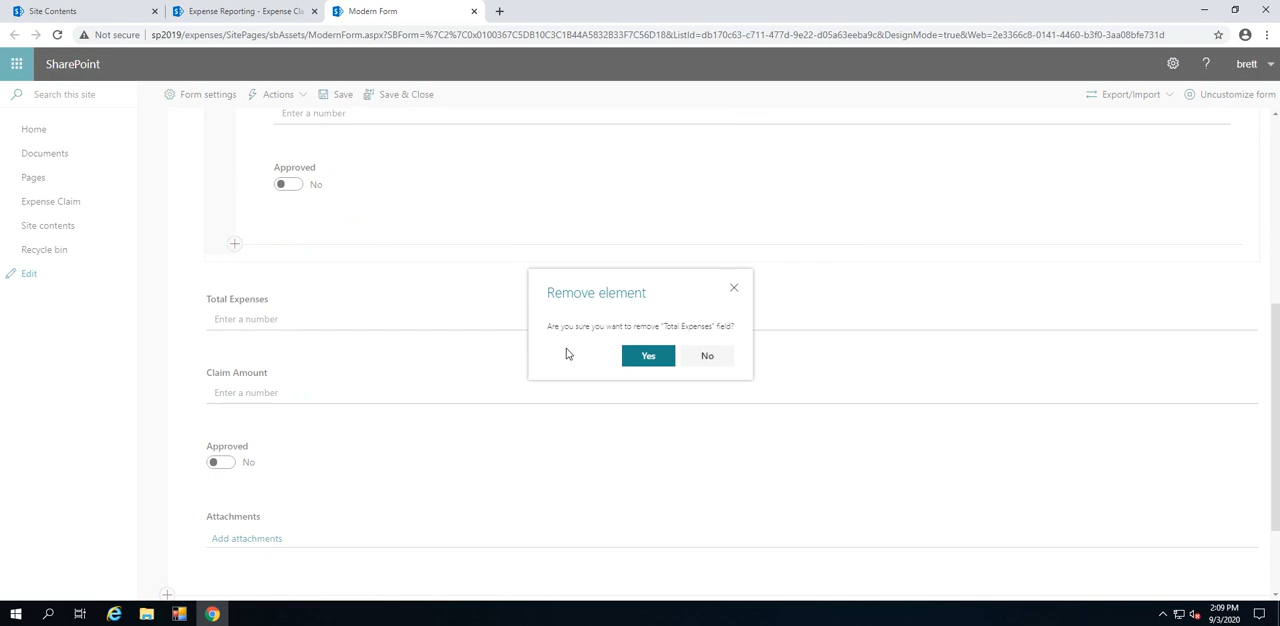 Site Contents
Expense Reporting - Expense Cla
Modern Form
Not secure
sp2019/expenses/SitePages/sbAssets/ModernForm.aspx?SBForm=%7C2%7C0x0100367C5DB10C3C1B44A5832B33F7C56D18&ListId=db170c63-c711-477d-9e22-d05a63eeba9c&DesignMode=true&Web=2e3366c8-0141-4460-b3f0-3aa08bfe731d
SharePoint
?
brett
Search this site
Form settings
Actions
Save
Save & Close
Export/Import
Uncustomize form
Home
Documents
Pages
Expense Claim
Site contents
Recycle bin
Edit
Enter a number
Approved
No
Total Expenses
Enter a number
Claim Amount
Enter a number
Approved
No
Attachments
Add attachments
Remove element
Are you sure you want to remove "Total Expenses" field?
Yes
No
2:09 PM
9/3/2020